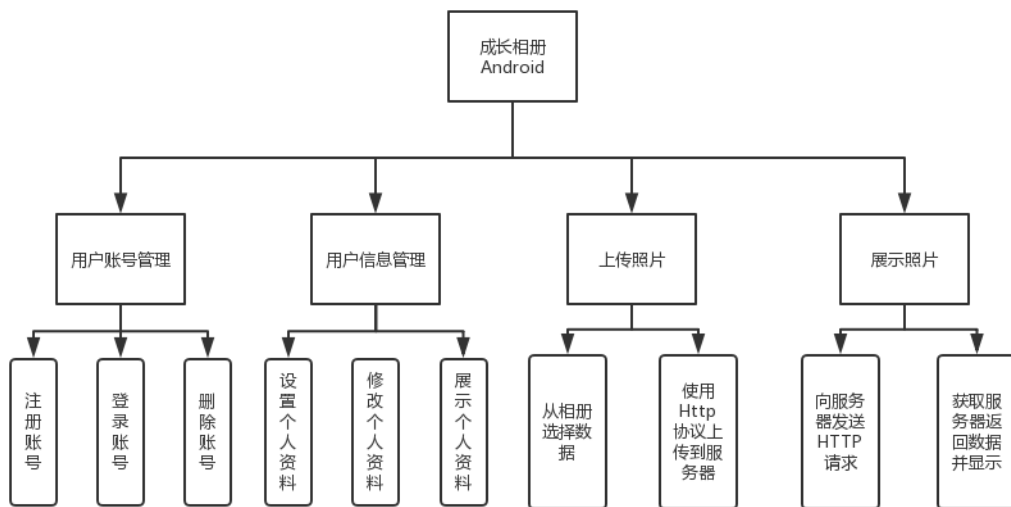 成长相册
Android
用户账号管理
用户信息管理
上传照片
展示照片
注册账号
登录账号
删除账号
设置个人资料
修改个人资料
展示个人资料
从相册
选择数
据
使用
Http
协议上
传到服
务器
向服务
器发送
HTTP
请求
获取服
务器返
回数据
并显示